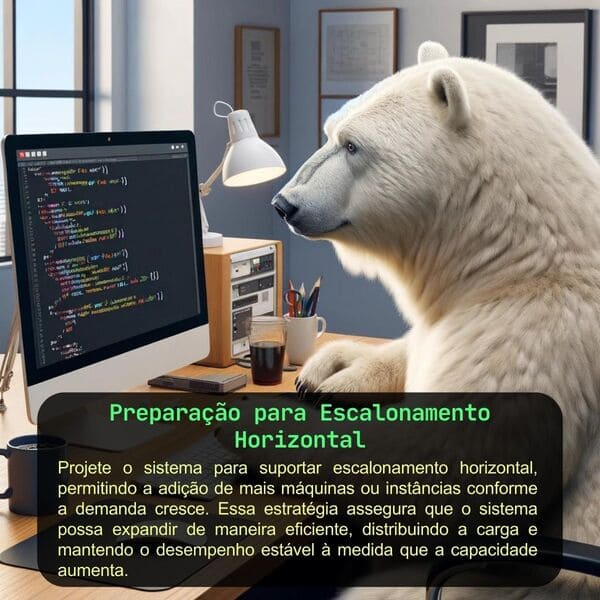 Preparação para Escalonamento
Horizontal
Projete o sistema para suportar escalonamento horizontal,
permitindo a adição de mais máquinas ou instâncias conforme
a demanda cresce. Essa estratégia assegura que o sistema
possa expandir de maneira eficiente, distribuindo a carga e
mantendo o desempenho estável à medida que a capacidade
aumenta.